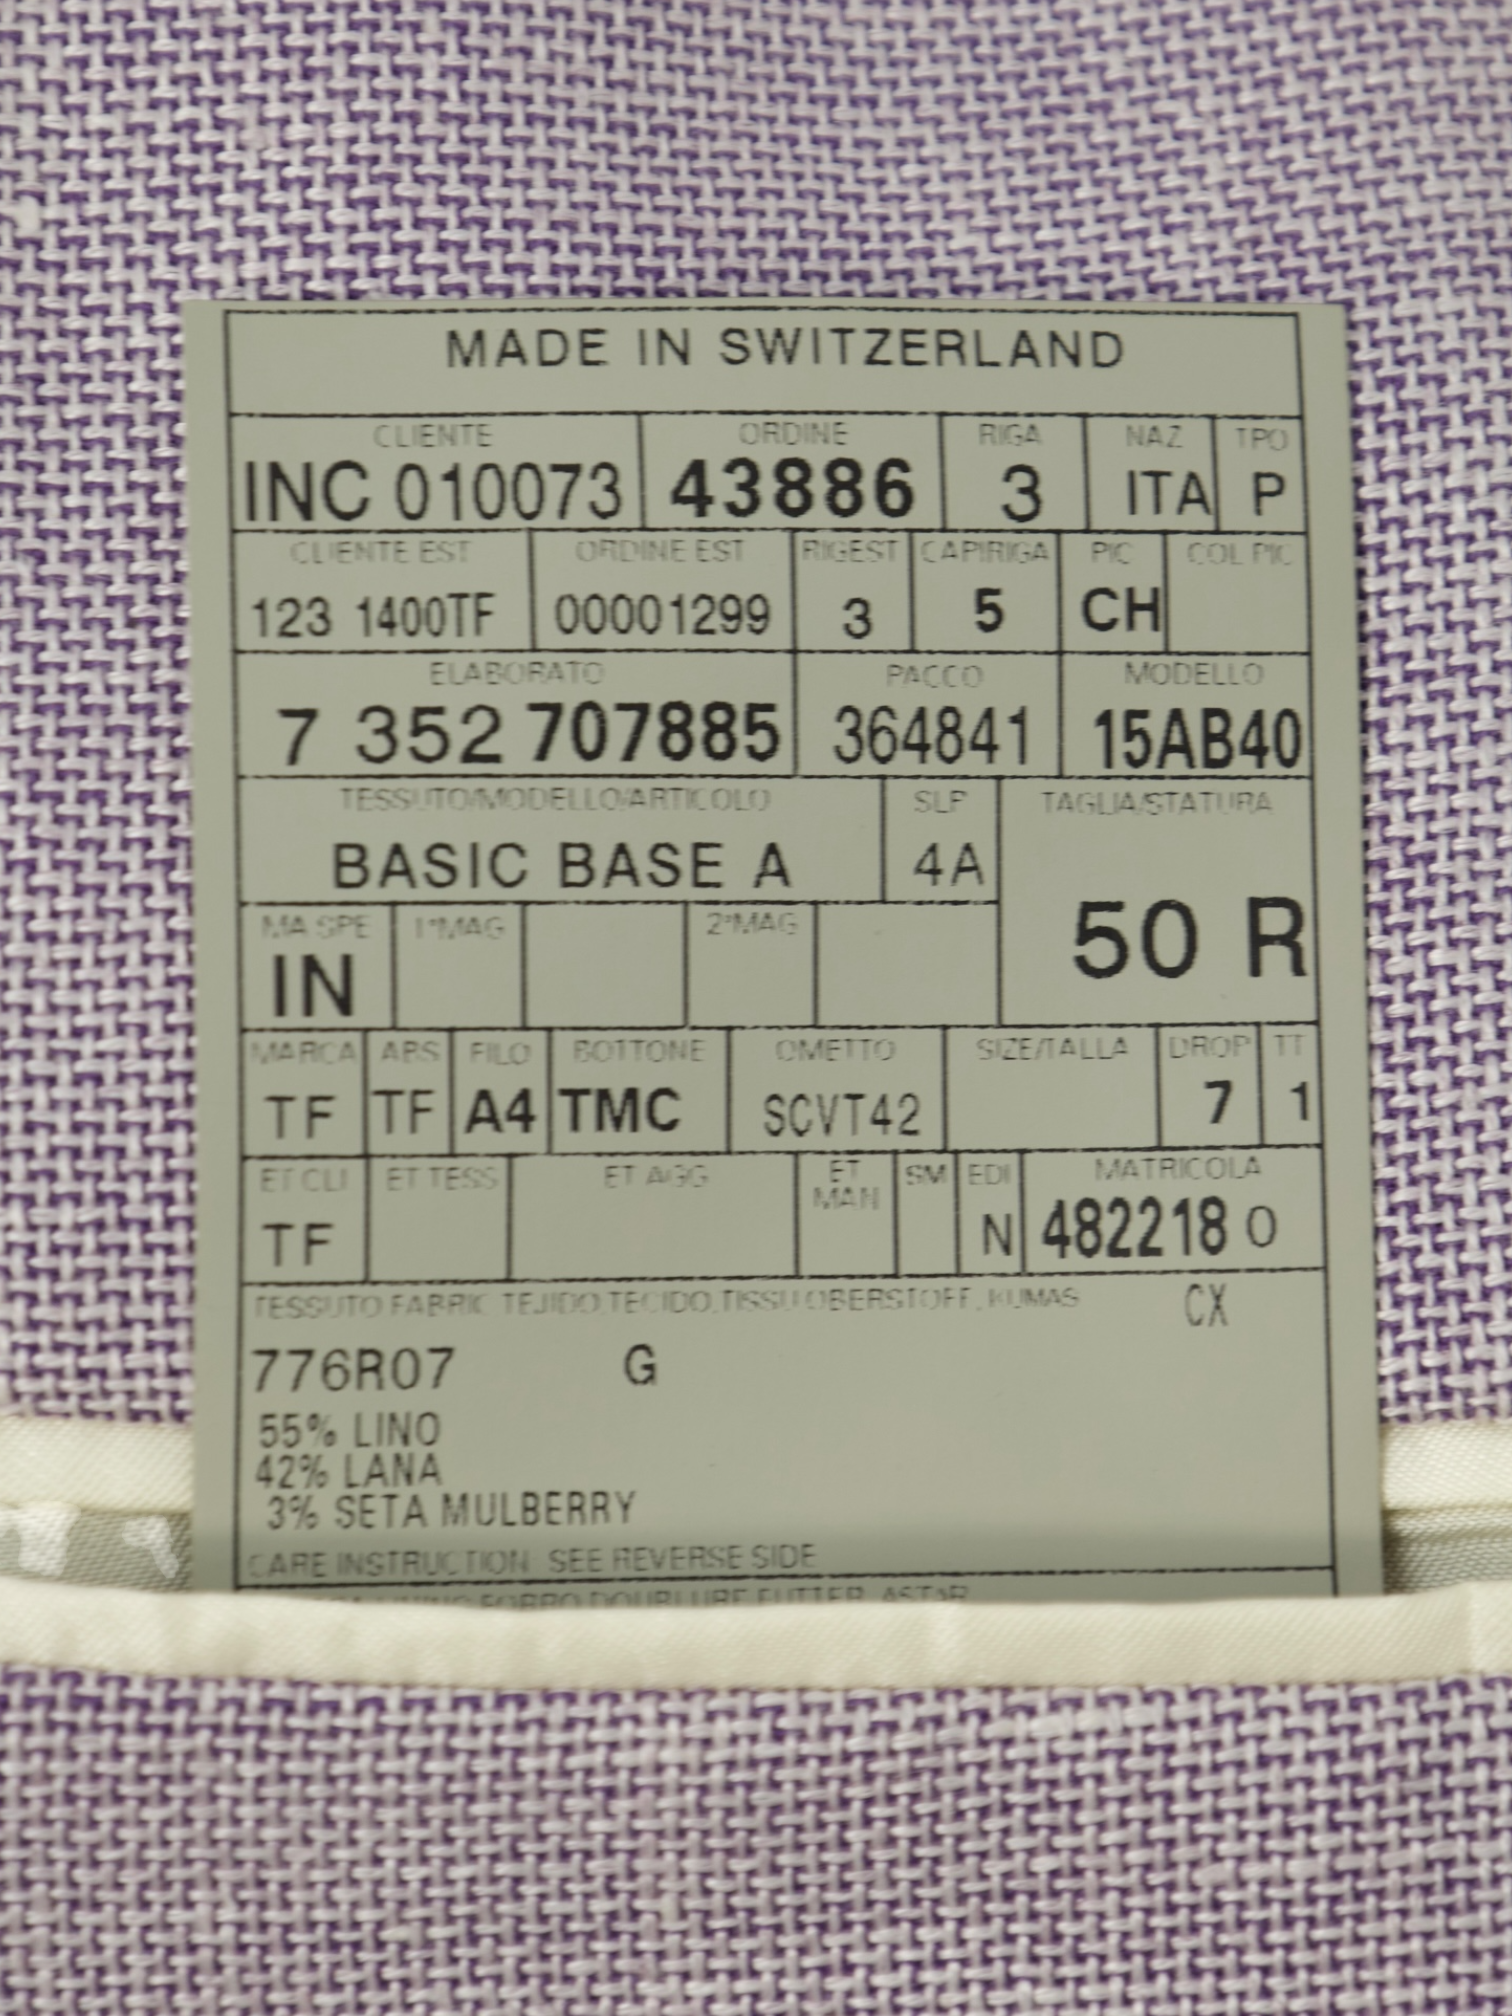 MADE IN SWITZERLAND
CLIENTE ORDINE RIGA NAZ TPO
INC 010073 43886 3 ITA P
CLIENTE EST ORDINE EST RIGEST CAPIRIGA PIC COL PIC
123 1400TF 00001299 3 5 CH
ELABORATO PACCO MODELLO
7 352 707885 364841 15AB40
TESSUTO/MODELLO/ARTICOLO SLP TAGLIA/STATURA
BASIC BASE A 4A
50 R
MA SPE 1°MAG 2°MAG
IN
MARCA ABS FILO BOTTONE OMETTO SIZE/TALLA DROP TT
TF TF A4 TMC SCVT42 7 1
ET CLI ET TESS ET AGG ET MAN SM EDI MATRICOLA
TF N 482218 0
TESSUTO FABRIC TEJIDO TECIDO TISSU OBERSTOFF, KUMAS CX
776R07 G
55% LINO
42% LANA
3% SETA MULBERRY
CARE INSTRUCTION SEE REVERSE SIDE
LINING FORRO DOUBLURE FUTTER ASTAR